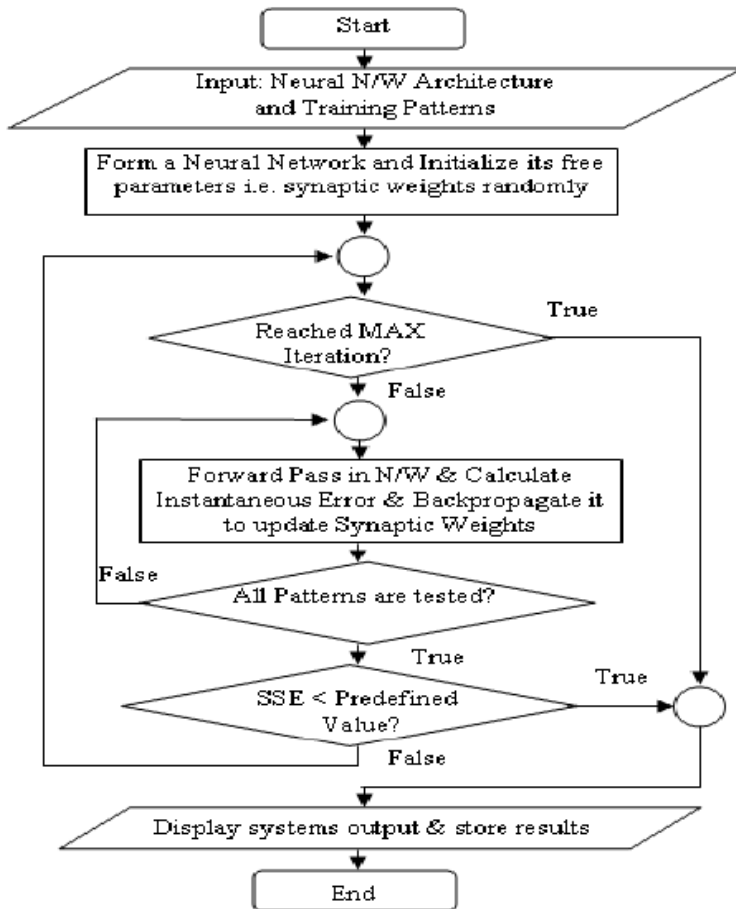 Start
Input: Neural N/W Architecture
and Training Patterns
Form a Neural Network and Initialize its free
parameters i.e. synaptic weights randomly
True
Reached MAX
Iteration?
False
Forward Pass in N/W & Calculate
Instantaneous Error & Backpropagate it
to update Synaptic Weights
False
All Patterns are tested?
True
True
SSE < Predefined
Value?
False
Display systems output & store results
End